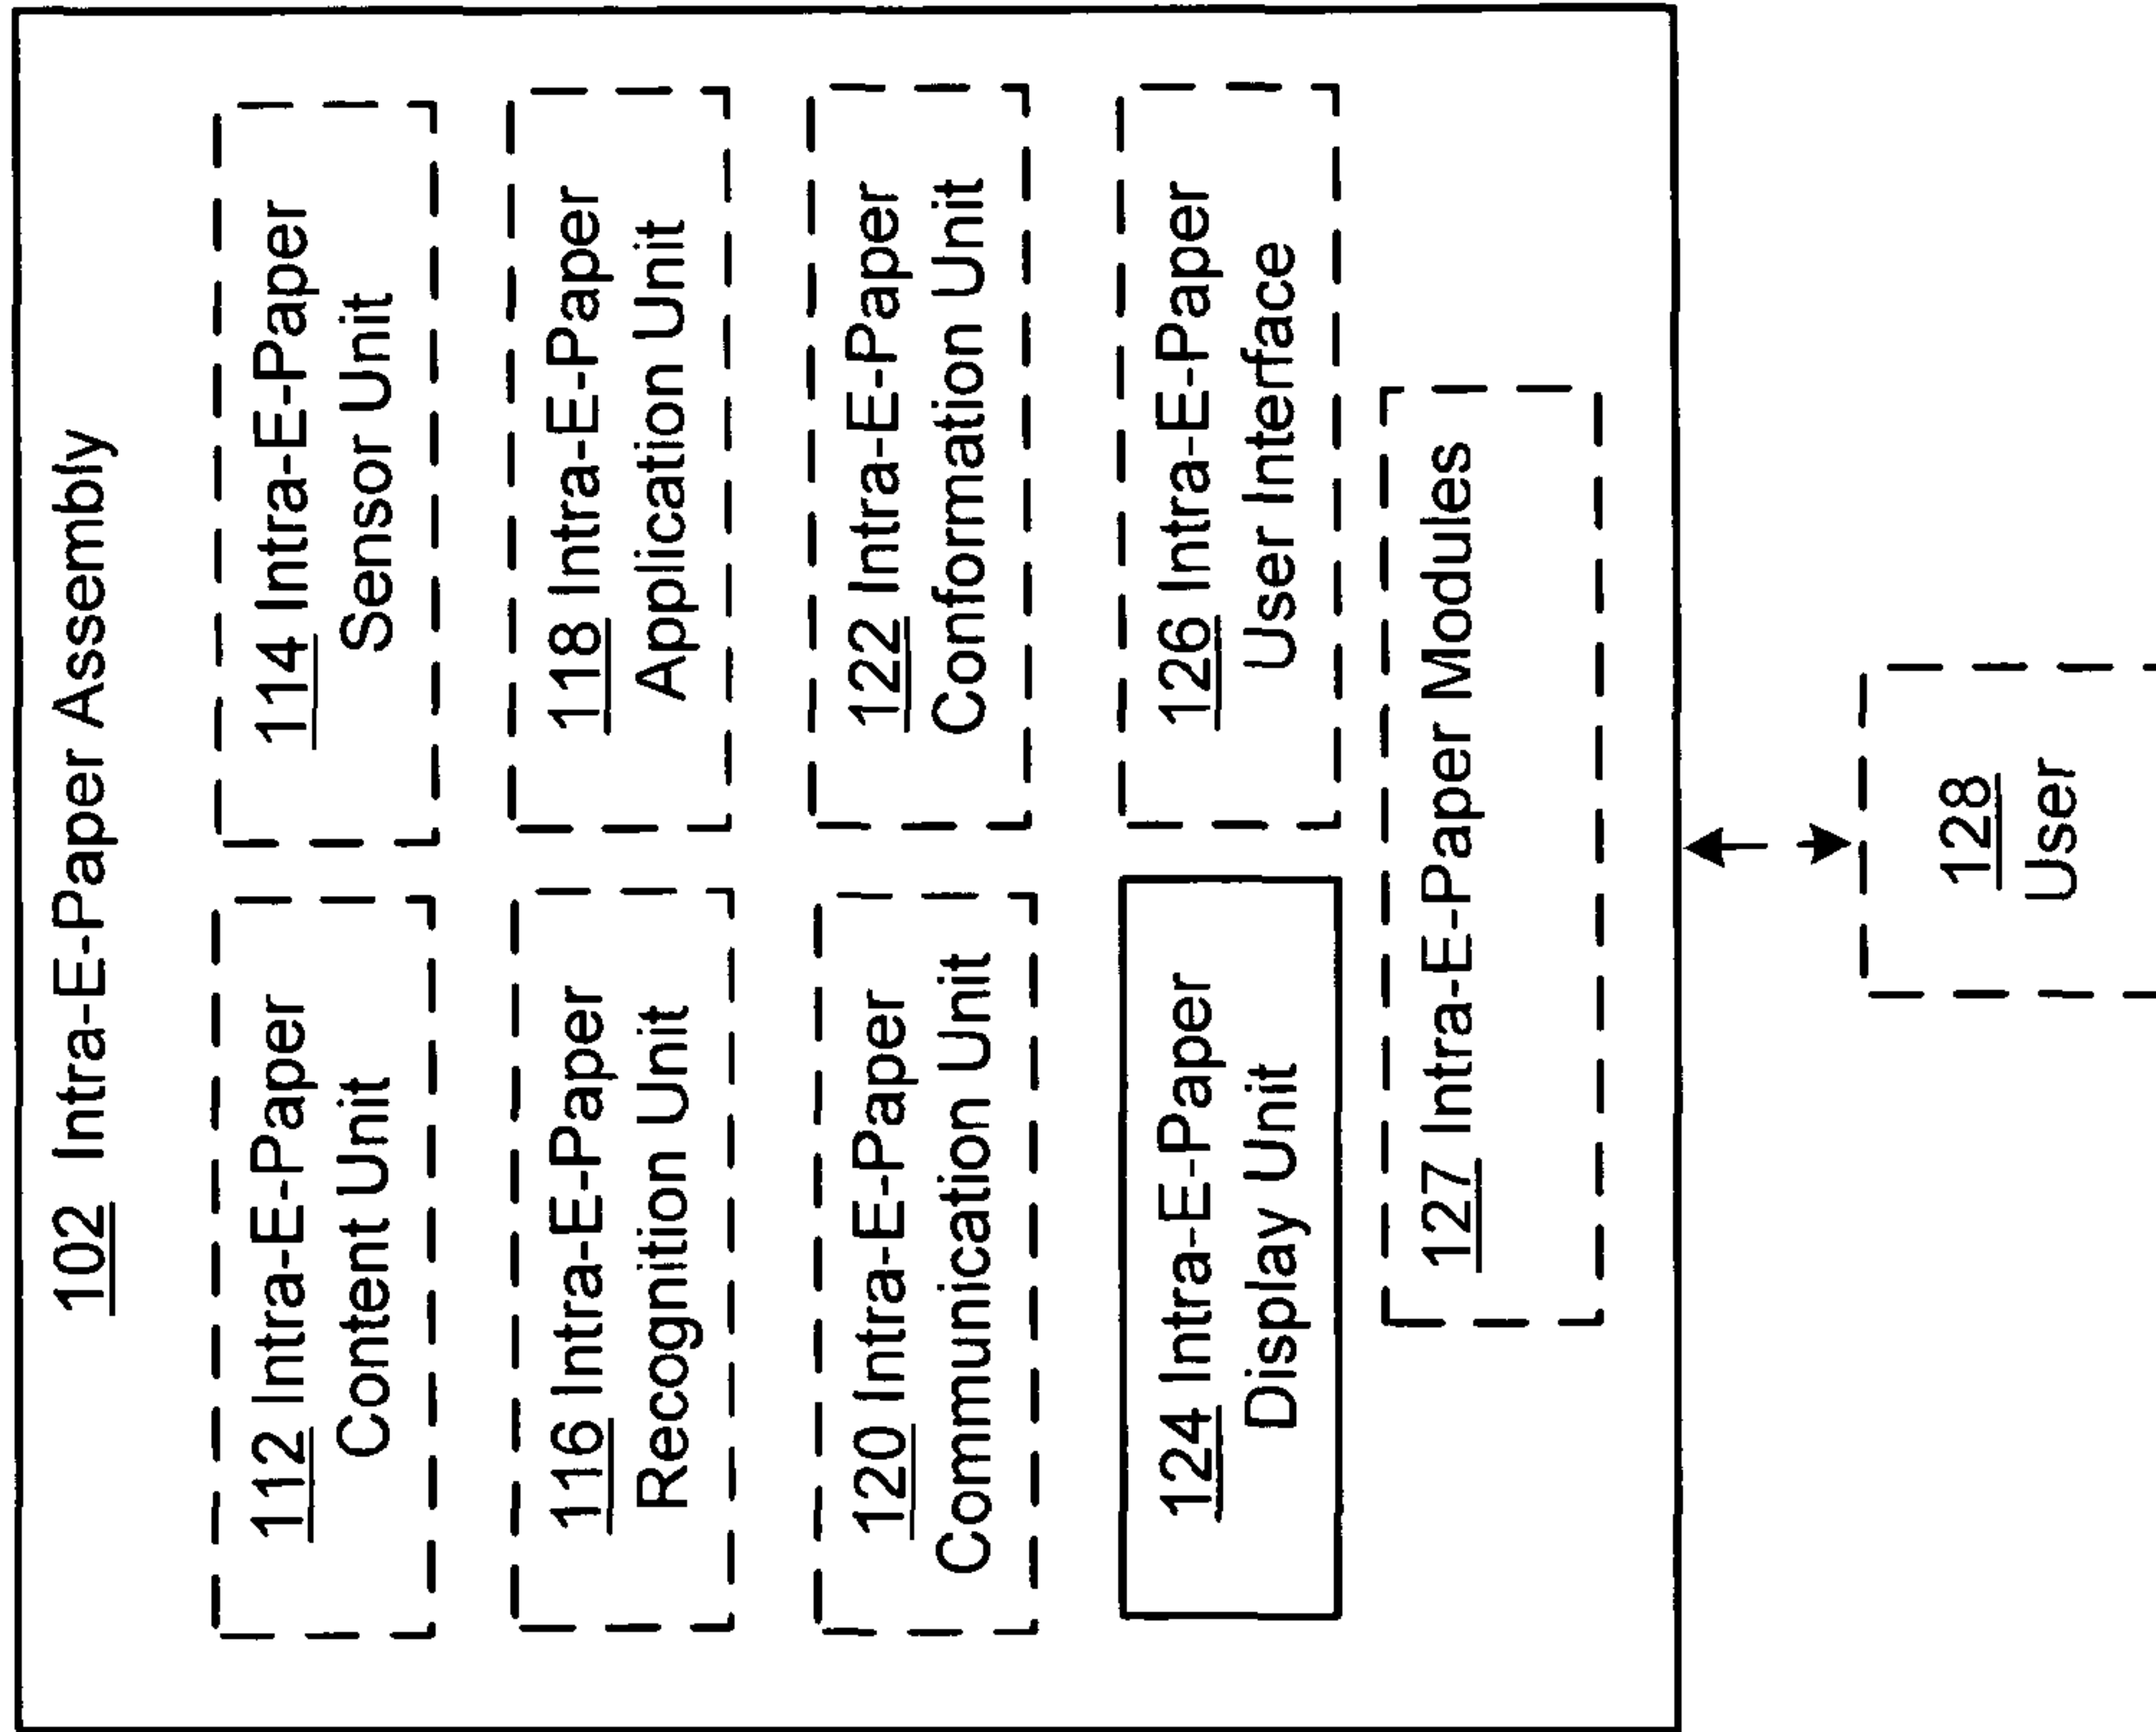 102 Intra-E-Paper Assembly
112 Intra-E-Paper
Content Unit
114 Intra-E-Paper
Sensor Unit
116 Intra-E-Paper
Recognition Unit
118 Intra-E-Paper
Application Unit
120 Intra-E-Paper
Communication Unit
122 Intra-E-Paper
Conformation Unit
124 Intra-E-Paper
Display Unit
126 Intra-E-Paper
User Interface
127 Intra-E-Paper Modules
128
User